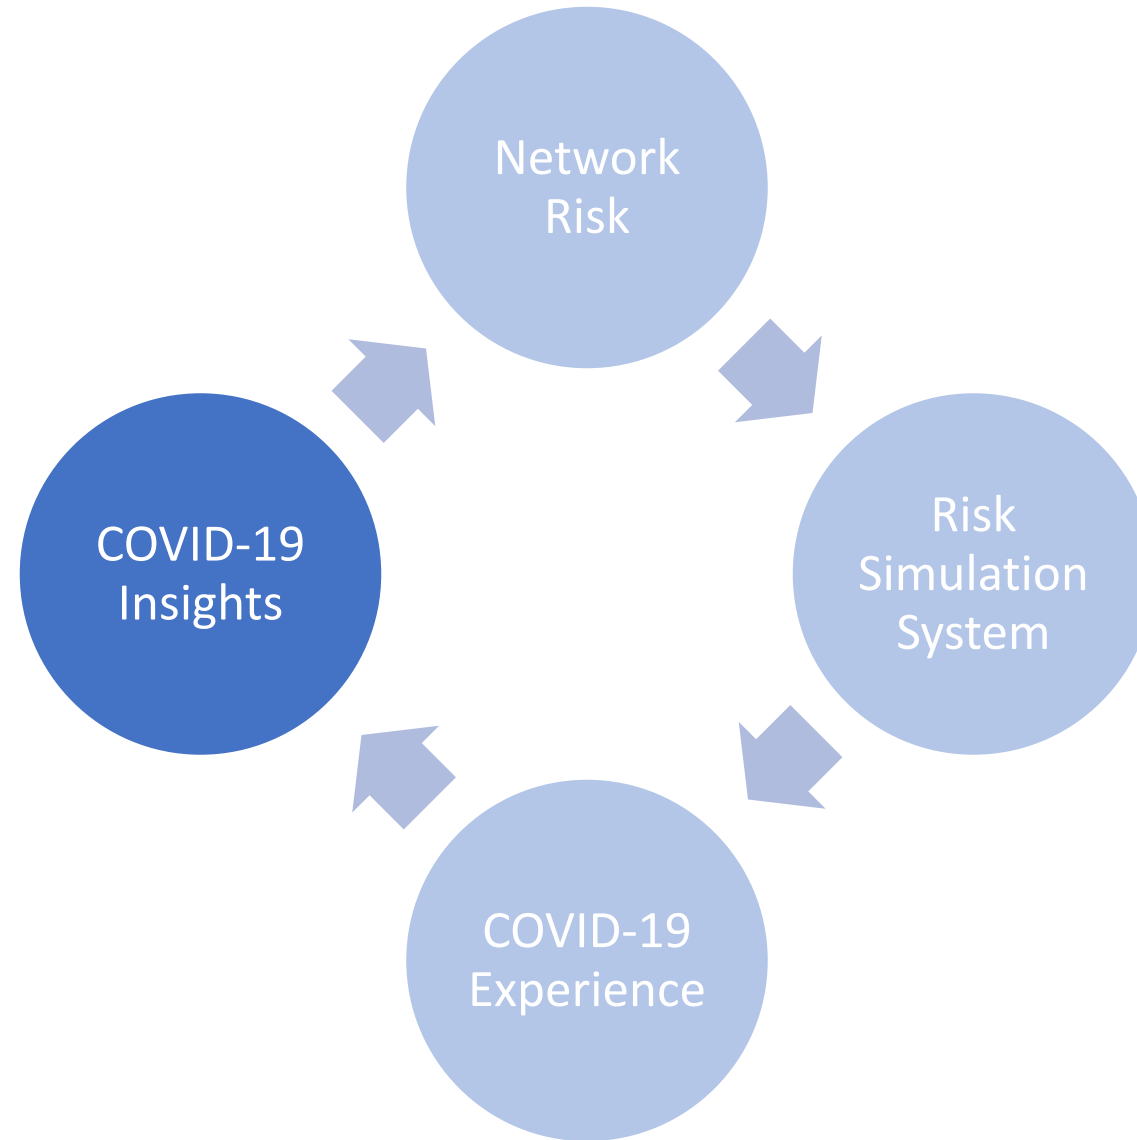 Network
Risk
Risk
Simulation
System
COVID-19
Experience
COVID-19
Insights